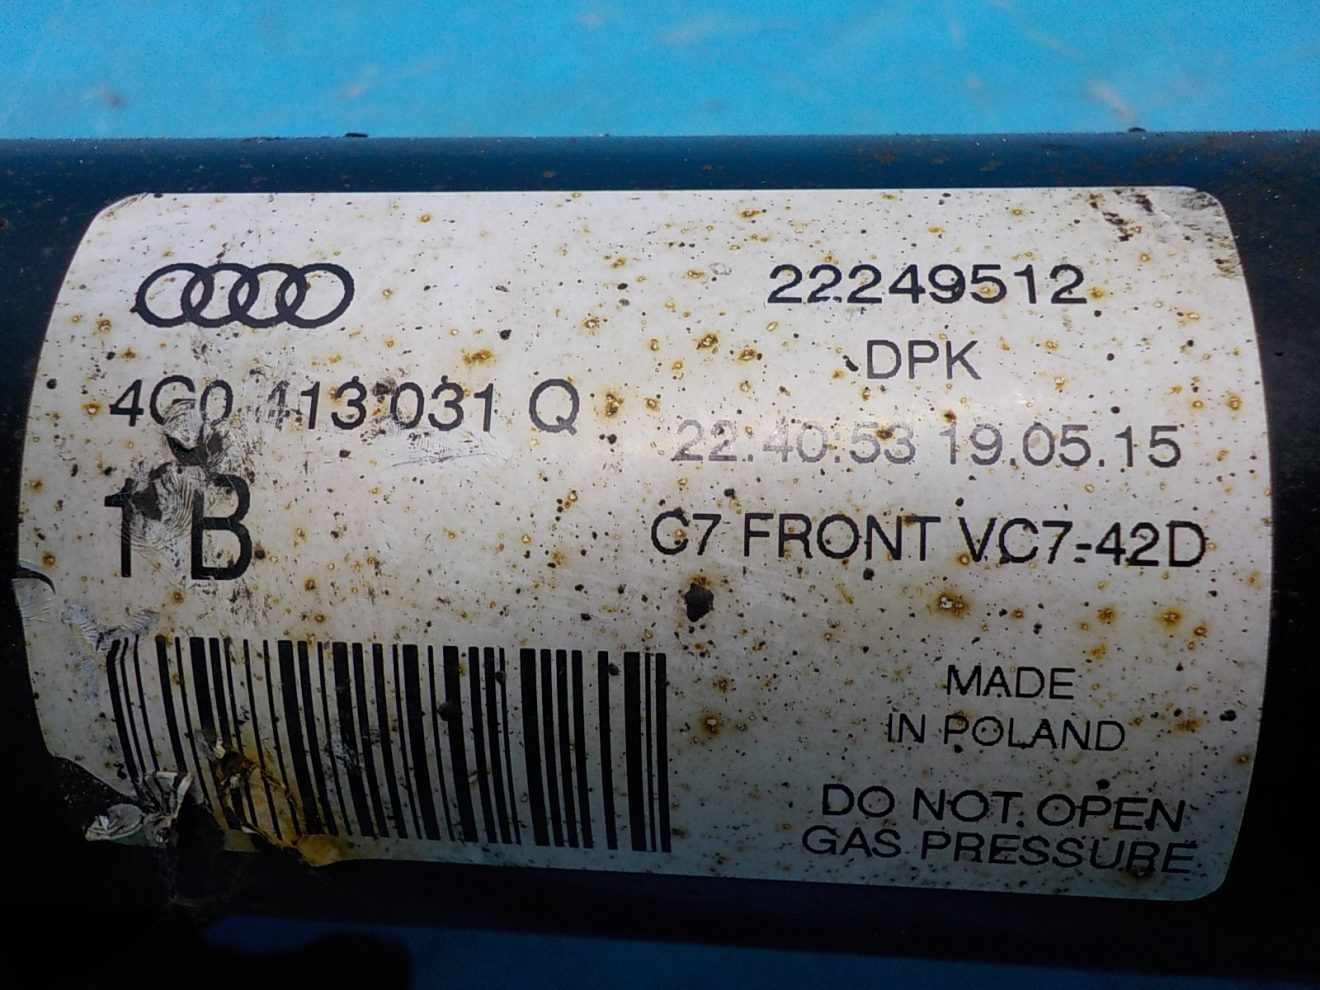 4G0 413 031 Q
1 B
22249512
DPK
22:40:53 19.05.15
C7 FRONT VC7-42D
MADE
IN POLAND
DO NOT OPEN
GAS PRESSURE